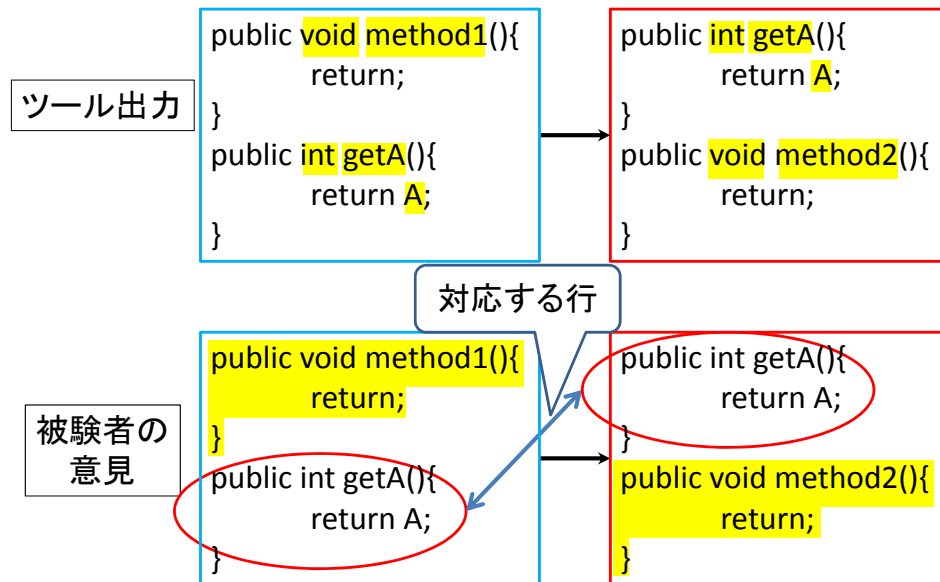 ツール出力
public void method1(){
return;
}
public int getA(){
return A;
}
public int getA(){
return A;
}
public void method2(){
return;
}
対応する行
被験者の
意見
public void method1(){
return;
}
public int getA(){
return A;
}
public int getA(){
return A;
}
public void method2(){
return;
}